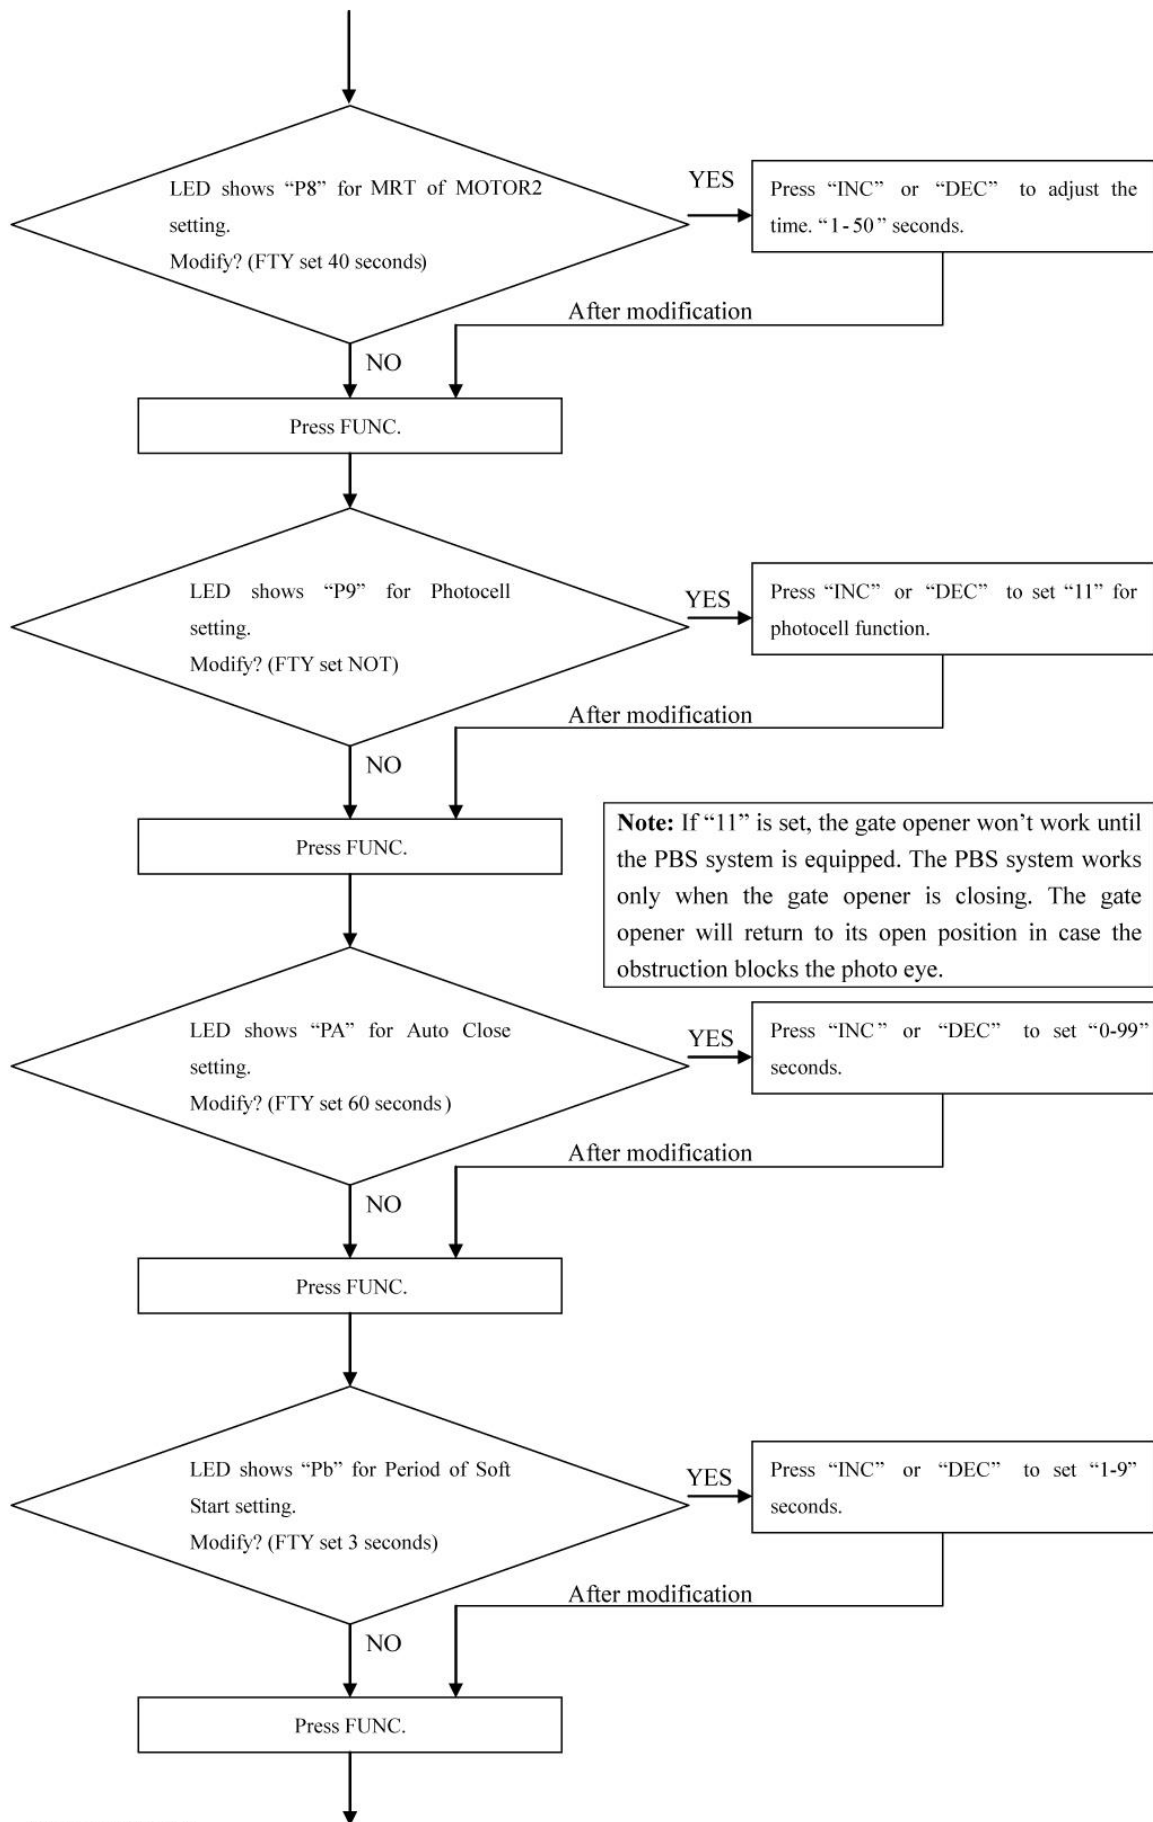 LED shows “P8” for MRT of MOTOR2
setting.
Modify? (FTY set 40 seconds)
YES
Press “INC” or “DEC” to adjust the
time. “1-50” seconds.
After modification
NO
Press FUNC.
LED shows “P9” for Photocell
setting.
Modify? (FTY set NOT)
YES
Press “INC” or “DEC” to set “11” for
photocell function.
After modification
NO
Press FUNC.
Note: If “11” is set, the gate opener won’t work until
the PBS system is equipped. The PBS system works
only when the gate opener is closing. The gate
opener will return to its open position in case the
obstruction blocks the photo eye.
LED shows “PA” for Auto Close
setting.
Modify? (FTY set 60 seconds)
YES
Press “INC” or “DEC” to set “0-99”
seconds.
After modification
NO
Press FUNC.
LED shows “Pb” for Period of Soft
Start setting.
Modify? (FTY set 3 seconds)
YES
Press “INC” or “DEC” to set “1-9”
seconds.
After modification
NO
Press FUNC.